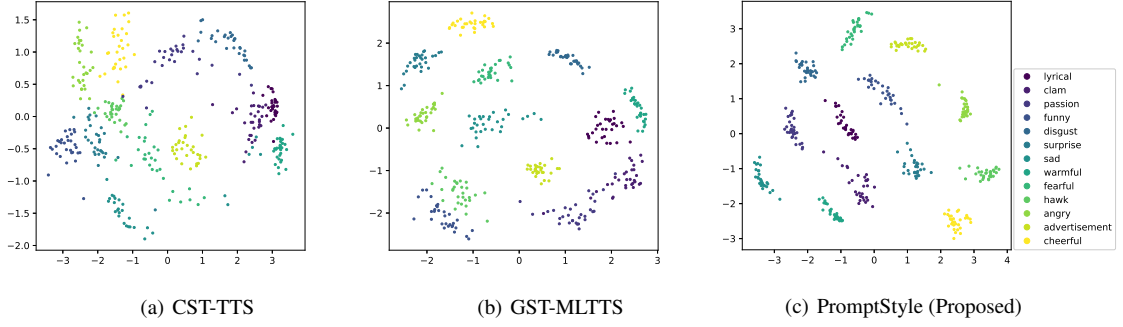 1.5
1.0
0.5
0.0
−0.5
−1.0
−1.5
−2.0
−3 −2 −1 0 1 2 3
2
1
0
−1
−2
−2 −1 0 1 2 3
3
2
1
0
−1
−2
−3
−3 −2 −1 0 1 2 3 4
lyrical
clam
passion
funny
disgust
surprise
sad
warmful
fearful
hawk
angry
advertisement
cheerful
(a) CST-TTS
(b) GST-MLTTS
(c) PromptStyle (Proposed)